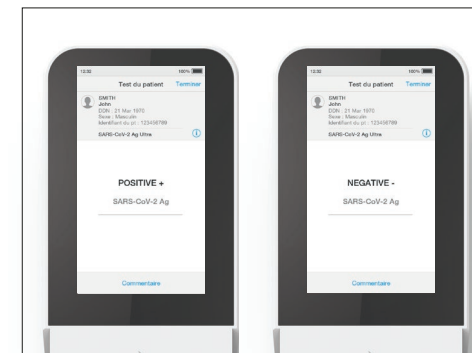 12:32 100%
Test du patient Terminer
SMITH
John
DDN : 21 Mar 1970
Sexe : Masculin
Identifiant du pt : 123456789
SARS-CoV-2 Ag Ultra
POSITIVE +
SARS-CoV-2 Ag
Commentaire
12:32 100%
Test du patient Terminer
SMITH
John
DDN : 21 Mar 1970
Sexe : Masculin
Identifiant du pt : 123456789
SARS-CoV-2 Ag Ultra
NEGATIVE -
SARS-CoV-2 Ag
Commentaire